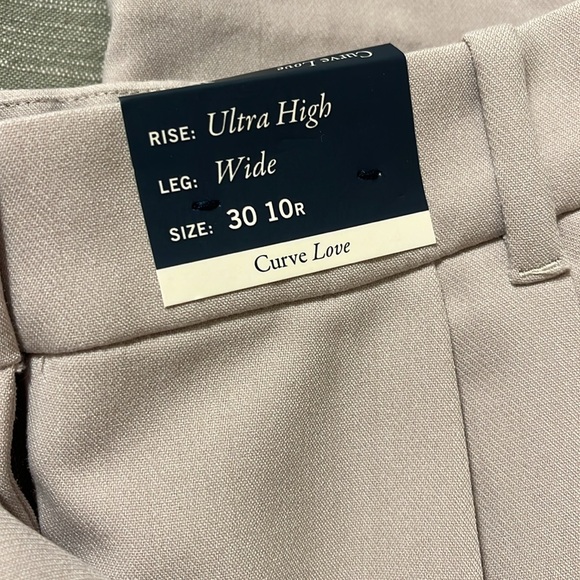 Curve Love
RISE: Ultra High
LEG: Wide
SIZE: 30 10R
Curve Love